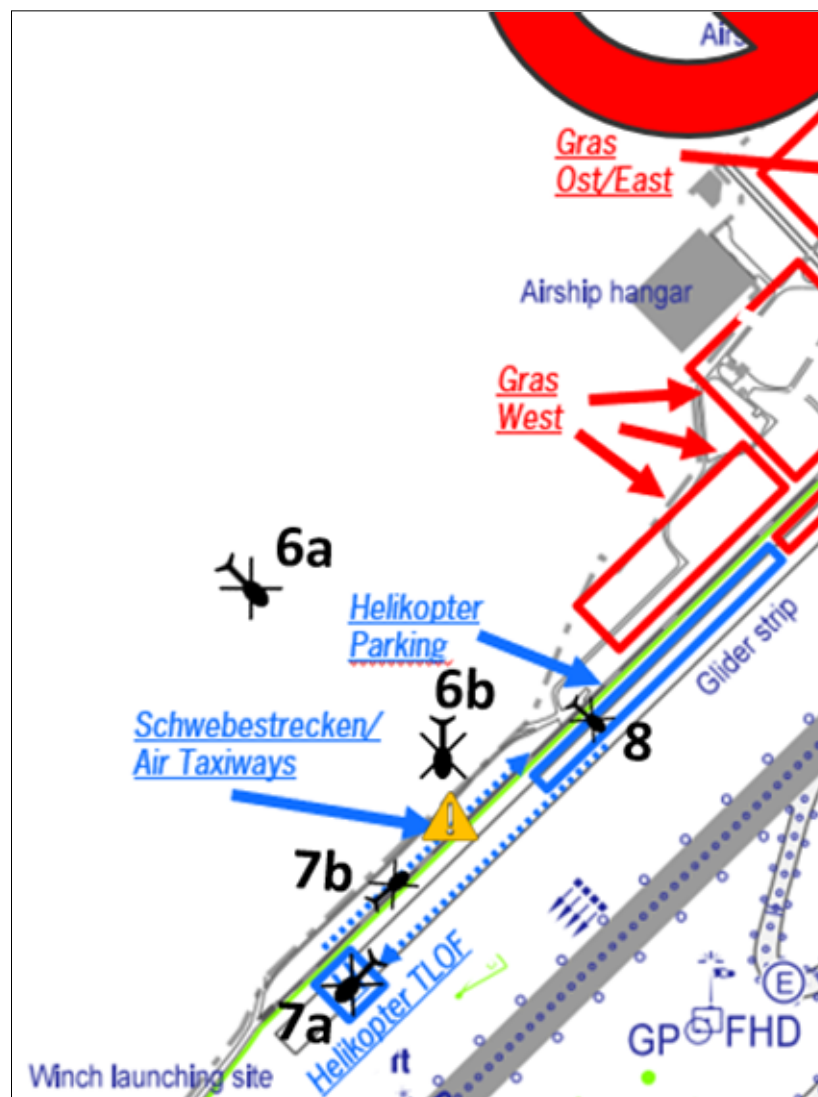 Airs
Gras
Ost/East
Airship hangar
Gras
West
6a
Helikopter
Parking
Glider strip
6b
8
Schwebestrecken/
Air Taxiways
7b
7a
Helikopter TLOF
E
GP
FHD
rt
Winch launching site